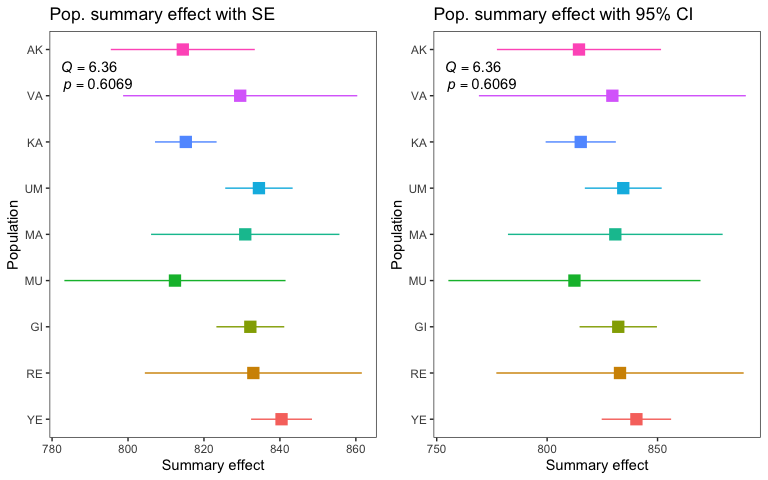 Pop. summary effect with SE
Q = 6.36
p = 0.6069
AK
VA
KA
UM
MA
MU
GI
RE
YE
Population
780
800
820
840
860
Summary effect
Pop. summary effect with 95% CI
Q = 6.36
p = 0.6069
AK
VA
KA
UM
MA
MU
GI
RE
YE
Population
750
800
850
Summary effect